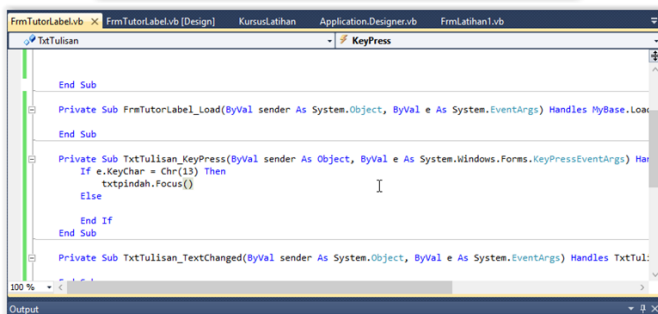 FrmTutorLabel.vb × FrmTutorLabel.vb [Design] KursusLatihan Application.Designer.vb FrmLatihan1.vb
TxtTulisan KeyPress
End Sub
Private Sub FrmTutorLabel_Load(ByVal sender As System.Object, ByVal e As System.EventArgs) Handles MyBase.Load
End Sub
Private Sub TxtTulisan_KeyPress(ByVal sender As Object, ByVal e As System.Windows.Forms.KeyPressEventArgs) Han
If e.KeyChar = Chr(13) Then
txtpindah.Focus()
Else
End If
End Sub
Private Sub TxtTulisan_TextChanged(ByVal sender As System.Object, ByVal e As System.EventArgs) Handles TxtTuli
100 %
Output